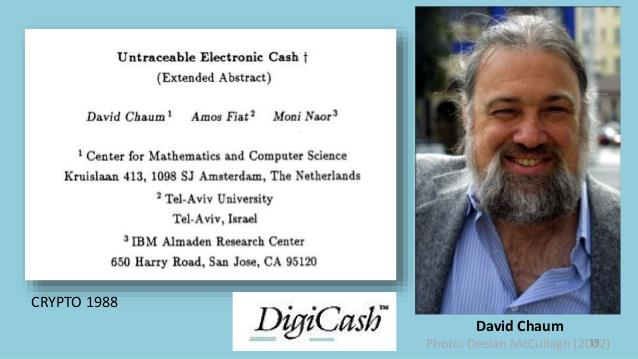 Untraceable Electronic Cash †
(Extended Abstract)
David Chaum ¹ Amos Fiat ² Moni Naor ³
¹ Center for Mathematics and Computer Science
Kruislaan 413, 1098 SJ Amsterdam, The Netherlands
² Tel-Aviv University
Tel-Aviv, Israel
³ IBM Almaden Research Center
650 Harry Road, San Jose, CA 95120
CRYPTO 1988
DigiCash™
David Chaum
Photo: Declan McCullagh
19